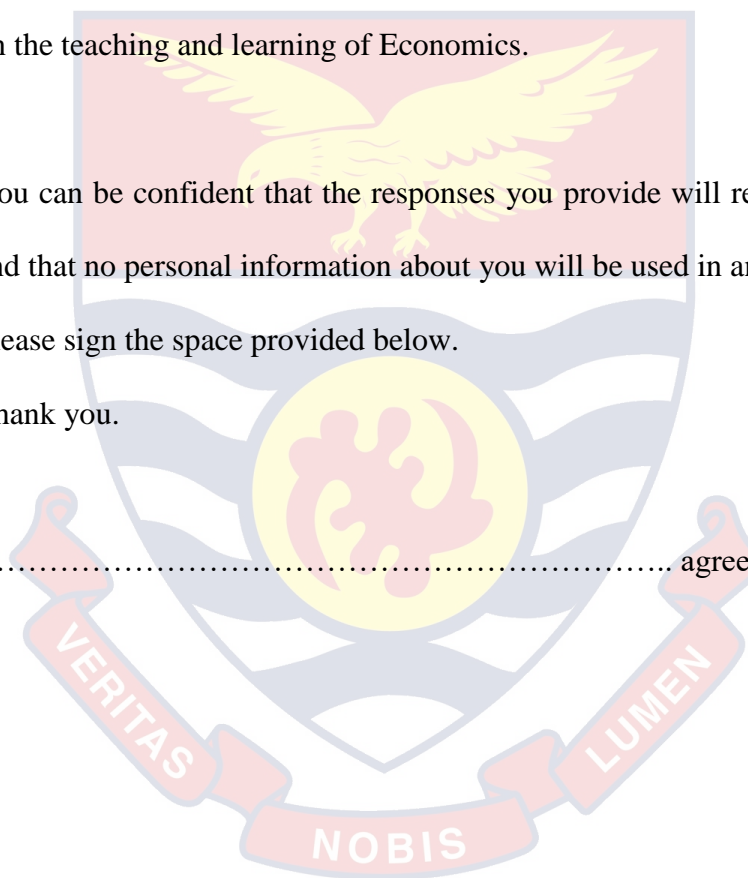 the teaching and learning of Economics.
ou can be confident that the responses you provide will re
nd that no personal information about you will be used in
lease sign the space provided below.
hank you.
………………………………………………………….. agree
VERITAS
NOBIS
LUMEN